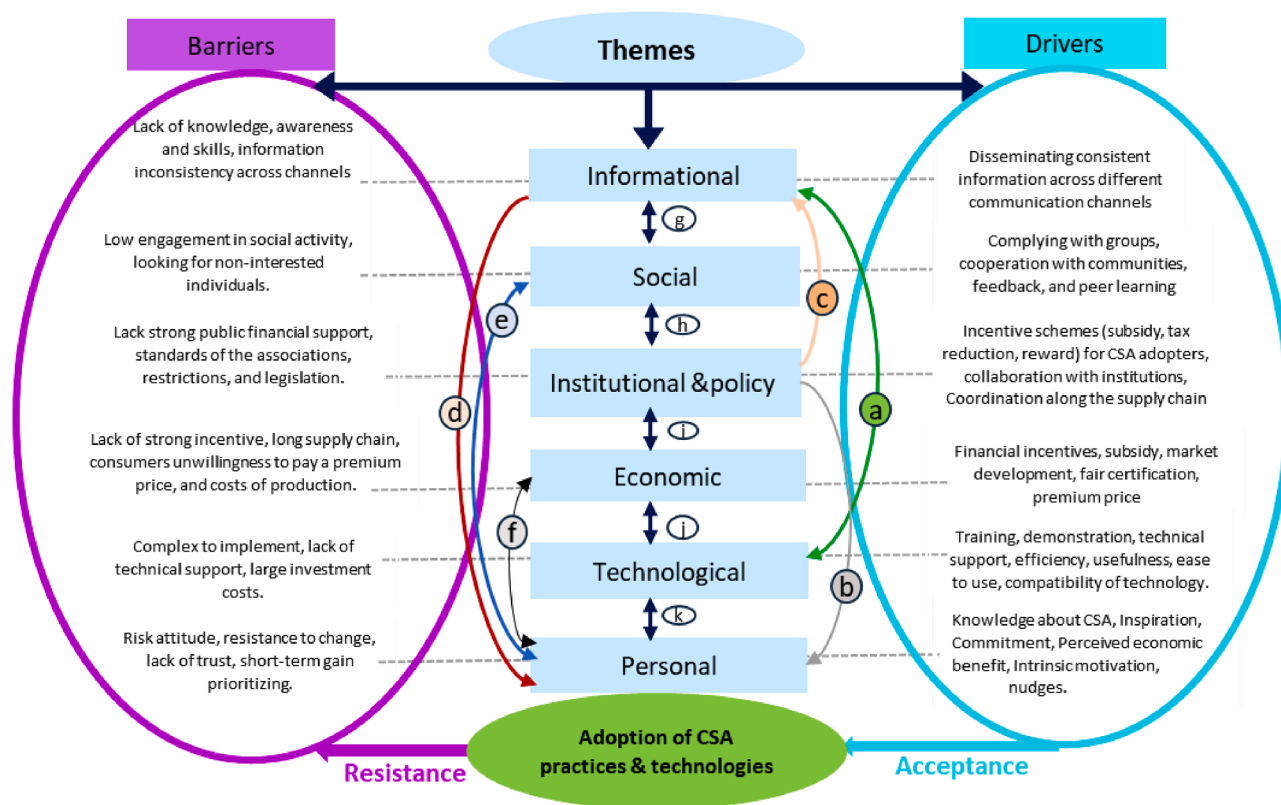 Barriers
Themes
Drivers
Lack of knowledge, awareness
and skills, information
inconsistency across channels
Low engagement in social activity,
looking for non-interested
individuals.
Lack strong public financial support,
standards of the associations,
restrictions, and legislation.
Lack of strong incentive, long supply chain,
consumers unwillingness to pay a premium
price, and costs of production.
Complex to implement, lack of
technical support, large investment
costs.
Risk attitude, resistance to change,
lack of trust, short-term gain
prioritizing.
Informational
g
Social
h
Institutional &policy
i
Economic
j
Technological
k
Personal
a
b
c
d
e
f
Disseminating consistent
information across different
communication channels
Complying with groups,
cooperation with communities,
feedback, and peer learning
Incentive schemes (subsidy, tax
reduction, reward) for CSA adopters,
collaboration with institutions,
Coordination along the supply chain
Financial incentives, subsidy, market
development, fair certification,
premium price
Training, demonstration, technical
support, efficiency, usefulness, ease
to use, compatibility of technology.
Knowledge about CSA, Inspiration,
Commitment, Perceived economic
benefit, Intrinsic motivation,
nudges.
Resistance
Adoption of CSA
practices & technologies
Acceptance